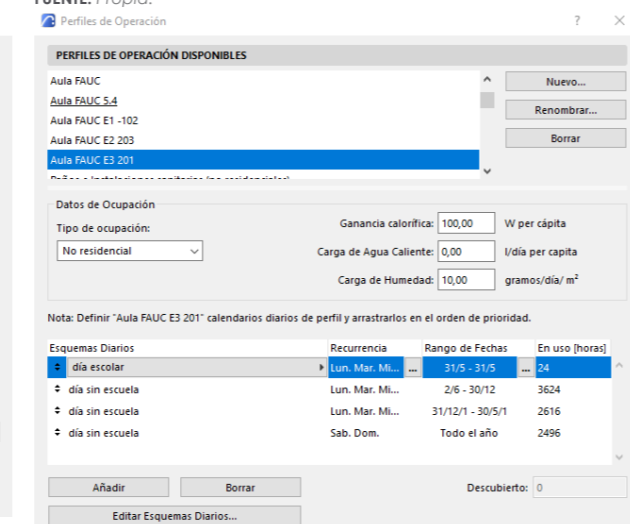 FUENTE: Propia.
Perfiles de Operación ? ×
PERFILES DE OPERACIÓN DISPONIBLES
Aula FAUC
Aula FAUC 5.4
Aula FAUC E1 -102
Aula FAUC E2 203
Aula FAUC E3 201
Baños e Instalaciones sanitarias (no residenciales)
Nuevo...
Renombrar...
Borrar
Datos de Ocupación
Tipo de ocupación:
No residencial
Ganancia calorífica: 100,00 W per cápita
Carga de Agua Caliente: 0,00 l/día per capita
Carga de Humedad: 10,00 gramos/día/ m²
Nota: Definir "Aula FAUC E3 201" calendarios diarios de perfil y arrastrarlos en el orden de prioridad.
Esquemas Diarios Recurrencia Rango de Fechas En uso [horas]
día escolar Lun. Mar. Mi... ... 31/5 - 31/5 ... 24
día sin escuela Lun. Mar. Mi... 2/6 - 30/12 3624
día sin escuela Lun. Mar. Mi... 31/12/1 - 30/5/1 2616
día sin escuela Sab. Dom. Todo el año 2496
Añadir Borrar Descubierto: 0
Editar Esquemas Diarios...